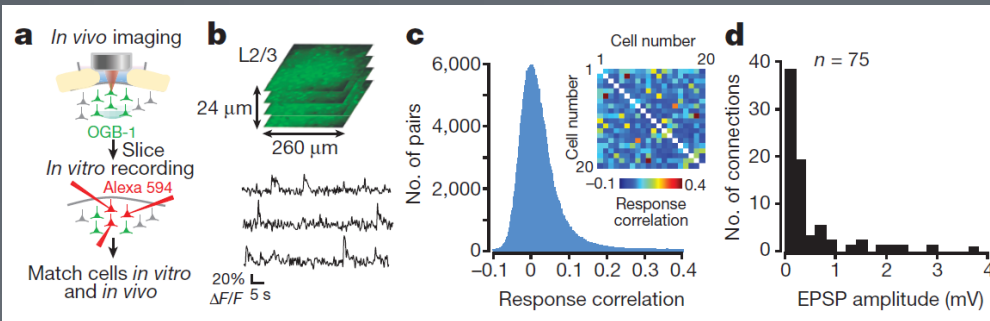 a
In vivo imaging
OGB-1
Slice
In vitro recording
Alexa 594
Match cells in vitro
and in vivo
b
L2/3
24 μm
260 μm
20%
ΔF/F 5 s
c
No. of pairs
6,000
4,000
2,000
0
–0.1 0 0.1 0.2 0.3 0.4
Response correlation
Cell number
1 20
Cell number
1
20
–0.1 0.4
Response
correlation
d
n = 75
No. of connections
40
30
20
10
0
0 1 2 3 4
EPSP amplitude (mV)